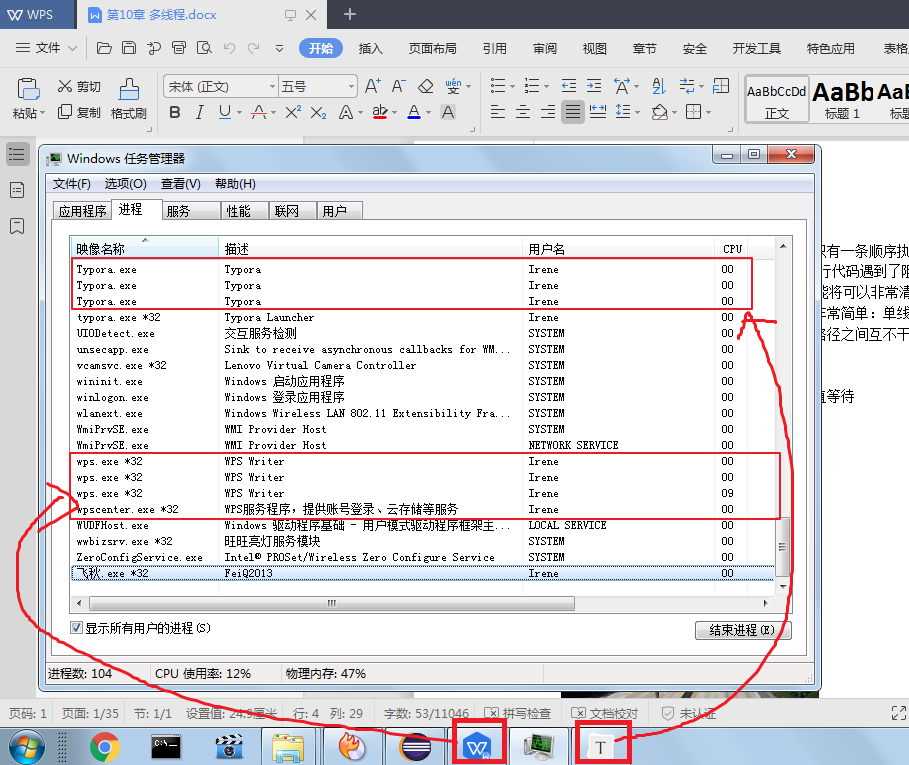 WPS 第10章 多线程.docx
文件 开始 插入 页面布局 引用 审阅 视图 章节 安全 开发工具 特色应用 表格
剪切 宋体 (正文) 五号 A⁺ A⁻ wén
粘贴 复制 格式刷 B I U A X² X₂ A ab A A
AaBbCcDd AaBb AaB
正文 标题 1 标题
Windows 任务管理器
文件(F) 选项(O) 查看(V) 帮助(H)
应用程序 进程 服务 性能 联网 用户
映像名称 描述 用户名 CPU
Typora.exe Typora Irene 00
Typora.exe Typora Irene 00
Typora.exe Typora Irene 00
typora.exe *32 Typora Launcher Irene 00
UIODetect.exe 交互服务检测 SYSTEM 00
unsecapp.exe Sink to receive asynchronous callbacks for WM... SYSTEM 00
vcamsvc.exe *32 Lenovo Virtual Camera Controller SYSTEM 00
wininit.exe Windows 启动应用程序 SYSTEM 00
winlogon.exe Windows 登录应用程序 SYSTEM 00
wlanext.exe Windows Wireless LAN 802.11 Extensibility Fra... SYSTEM 00
WmiPrvSE.exe WMI Provider Host SYSTEM 00
WmiPrvSE.exe WMI Provider Host NETWORK SERVICE 00
wps.exe *32 WPS Writer Irene 00
wps.exe *32 WPS Writer Irene 00
wps.exe *32 WPS Writer Irene 09
wpscenter.exe *32 WPS服务程序，提供账号登录、云存储等服务 Irene 00
WUDFHost.exe Windows 驱动程序基础 - 用户模式驱动程序框架主... LOCAL SERVICE 00
wwbizsrv.exe *32 旺旺亮灯服务模块 SYSTEM 00
ZeroConfigService.exe Intel® PROSet/Wireless Zero Configure Service SYSTEM 00
飞秋.exe *32 FeiQ2013 Irene 00
显示所有用户的进程(S) 结束进程(E)
进程数: 104 CPU 使用率: 12% 物理内存: 47%
只有一条顺序执
行代码遇到了阻
能将可以非常清
非常简单：单线
路径之间互不干
直等待
页码: 1 页面: 1/35 节: 1/1 设置值: 24.9厘米 行: 4 列: 29 字数: 53/11046 拼写检查 文档校对 未认证
C:\_ W T